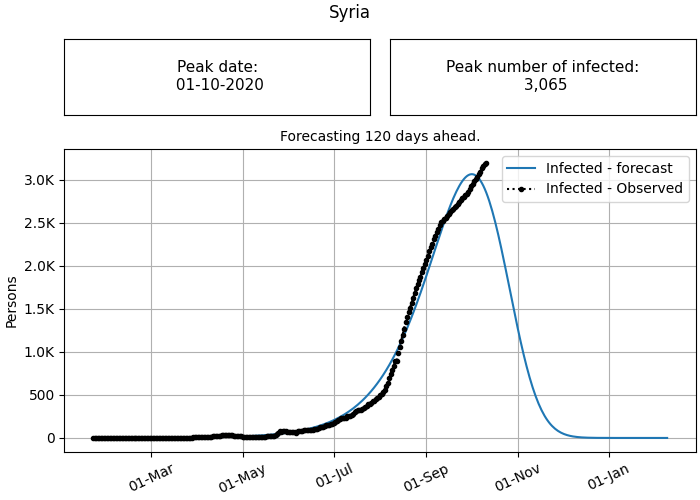 Syria
Peak date:
01-10-2020
Peak number of infected:
3,065
Forecasting 120 days ahead.
Infected - forecast
Infected - Observed
Persons
3.0K
2.5K
2.0K
1.5K
1.0K
500
0
01-Mar
01-May
01-Jul
01-Sep
01-Nov
01-Jan